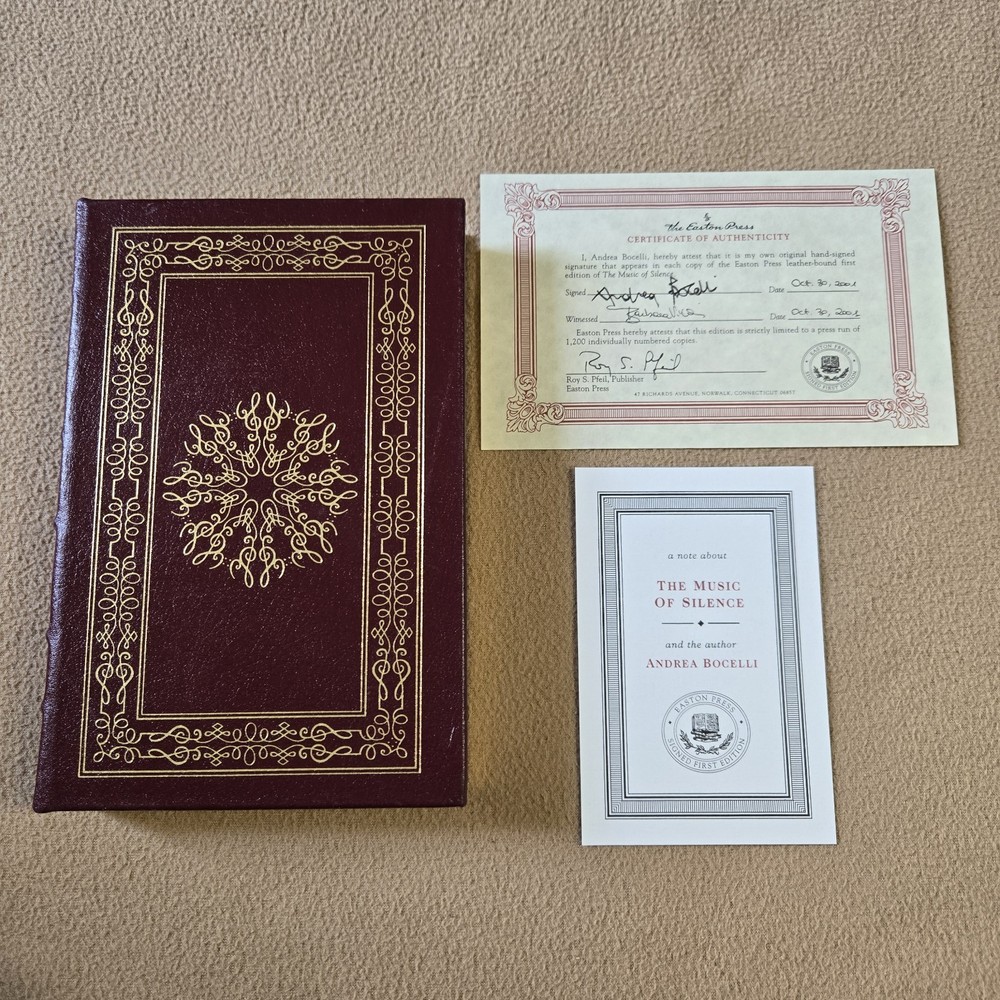 by
The Easton Press
CERTIFICATE OF AUTHENTICITY
I, Andrea Bocelli, hereby attest that it is my own original hand-signed
signature that appears in each copy of the Easton Press leather-bound first
edition of The Music of Silence.
Signed Andrea Bocelli Date Oct. 30, 2001
Witnessed Date Oct. 30, 2001
Easton Press hereby attests that this edition is strictly limited to a press run of
1,200 individually numbered copies.
Roy S. Pfeil
Roy S. Pfeil, Publisher
Easton Press
47 RICHARDS AVENUE, NORWALK, CONNECTICUT 06857
EASTON PRESS
SIGNED FIRST EDITION
a note about
THE MUSIC
OF SILENCE
and the author
ANDREA BOCELLI
EASTON PRESS
SIGNED FIRST EDITION